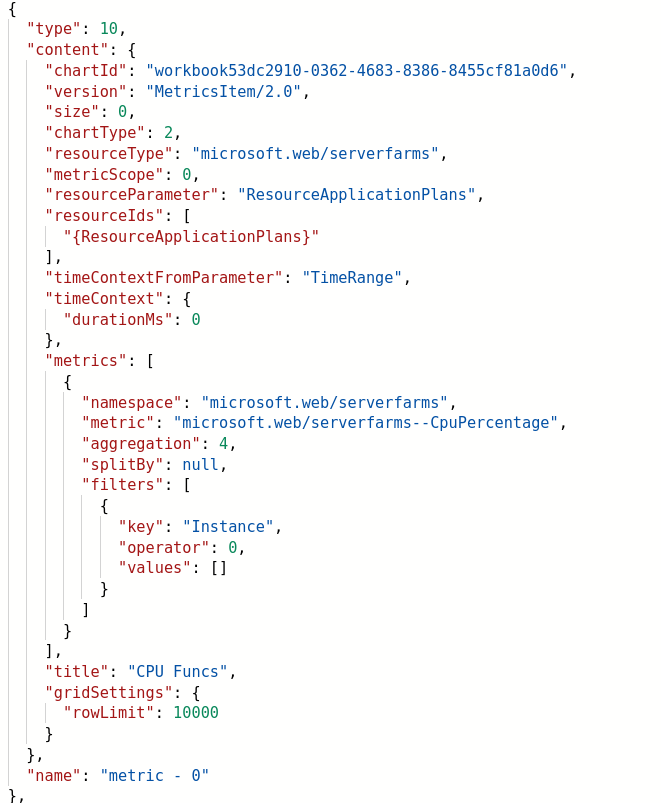 {
"type": 10,
"content": {
"chartId": "workbook53dc2910-0362-4683-8386-8455cf81a0d6",
"version": "MetricsItem/2.0",
"size": 0,
"chartType": 2,
"resourceType": "microsoft.web/serverfarms",
"metricScope": 0,
"resourceParameter": "ResourceApplicationPlans",
"resourceIds": [
"{ResourceApplicationPlans}"
],
"timeContextFromParameter": "TimeRange",
"timeContext": {
"durationMs": 0
},
"metrics": [
{
"namespace": "microsoft.web/serverfarms",
"metric": "microsoft.web/serverfarms--CpuPercentage",
"aggregation": 4,
"splitBy": null,
"filters": [
{
"key": "Instance",
"operator": 0,
"values": []
}
]
}
],
"title": "CPU Funcs",
"gridSettings": {
"rowLimit": 10000
}
},
"name": "metric - 0"
},